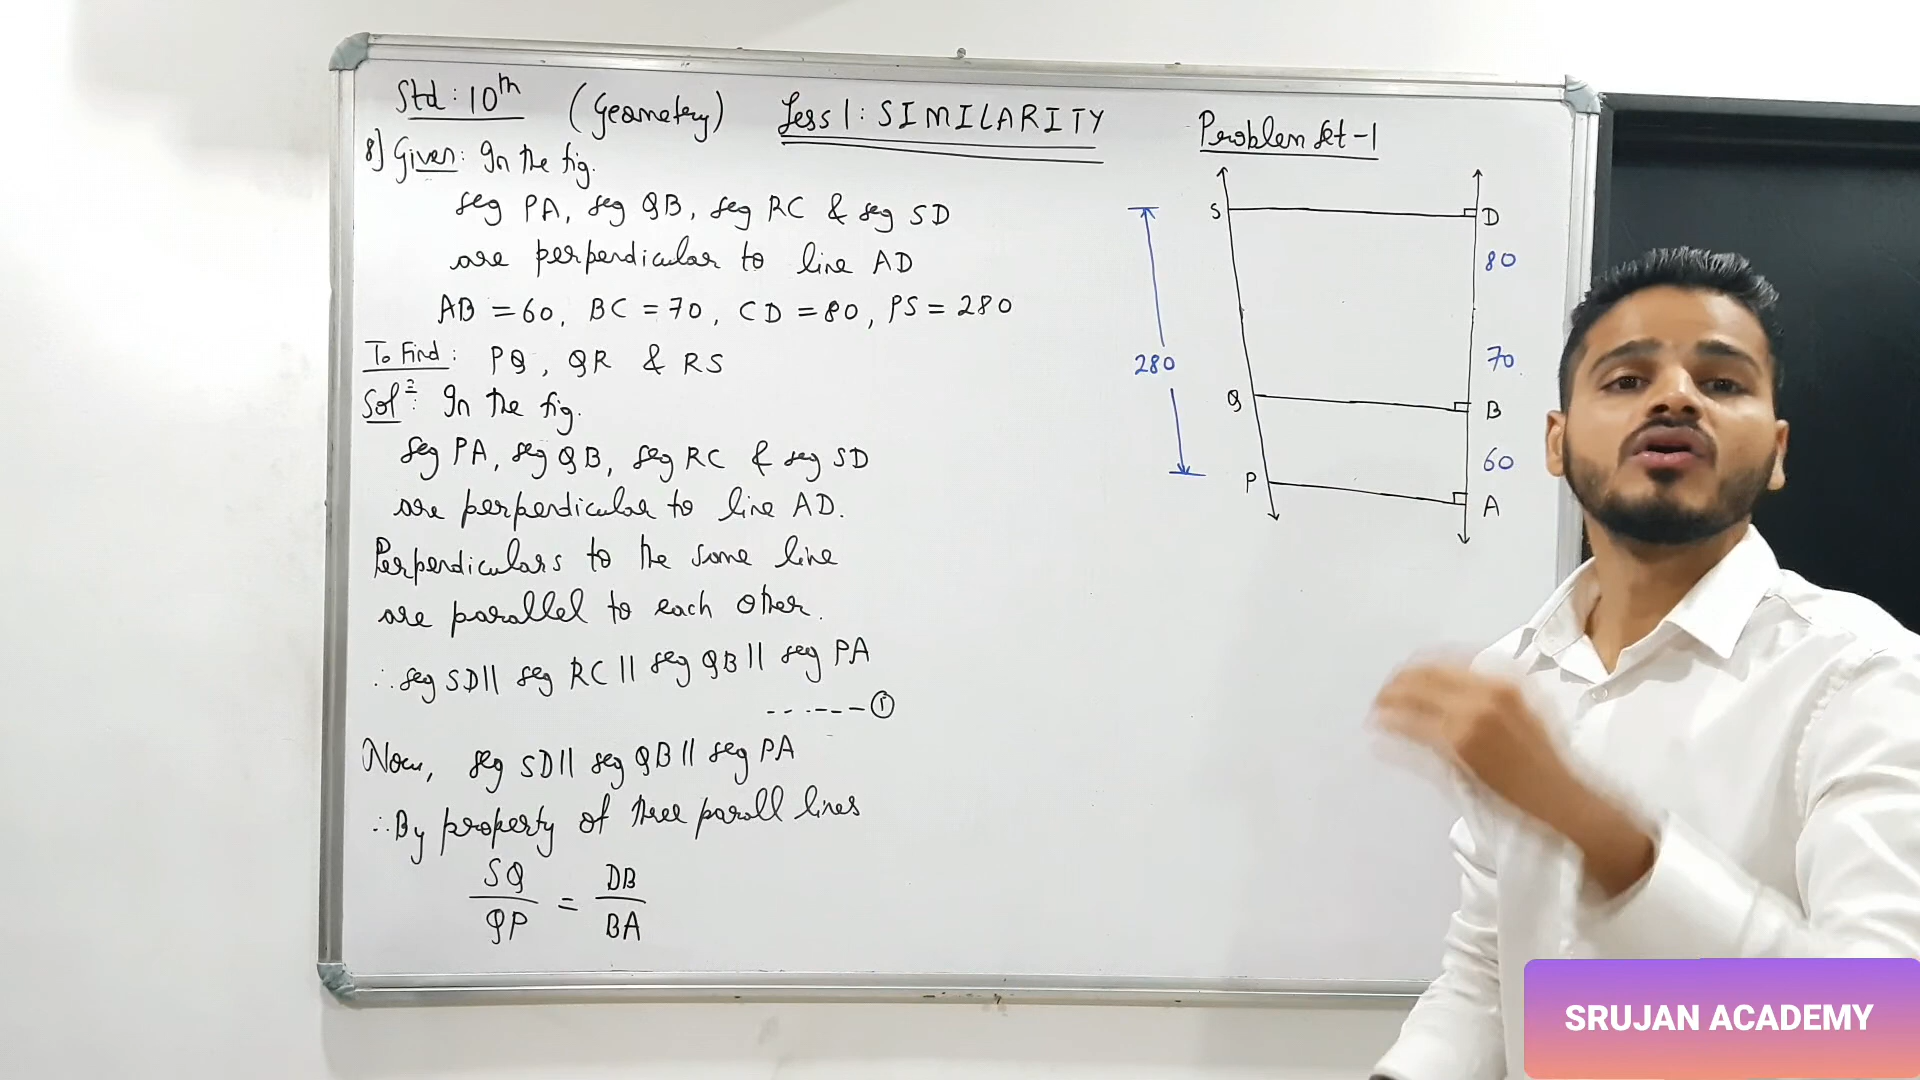 Std: 10th (Geometry) Less 1: SIMILARITY Problem Set-1
8) Given: In the fig.
seg PA, seg QB, seg RC & seg SD
are perpendicular to line AD
AB = 60, BC = 70, CD = 80, PS = 280
To Find: PQ, QR & RS
Solⁿ: In the fig.
seg PA, seg QB, seg RC & seg SD
are perpendicular to line AD.
Perpendiculars to the same line
are parallel to each other.
∴ seg SD || seg RC || seg QB || seg PA
------①
Now, seg SD || seg QB || seg PA
∴ By property of three parall lines
SQ/QP = DB/BA
S D
80
280 70
Q B
60
P A
SRUJAN ACADEMY